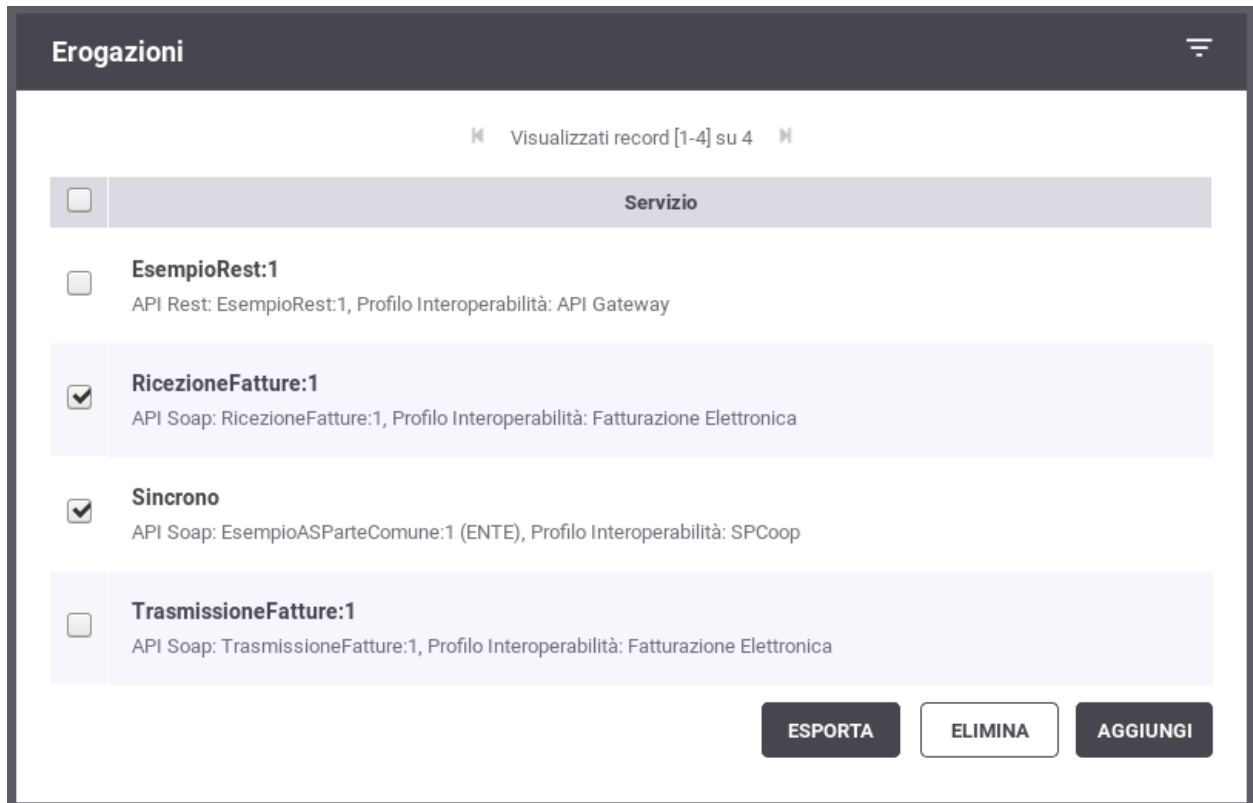 Erogazioni
Visualizzati record [1-4] su 4
Servizio
EsempioRest:1
API Rest: EsempioRest:1, Profilo Interoperabilità: API Gateway
RicezioneFatture:1
API Soap: RicezioneFatture:1, Profilo Interoperabilità: Fatturazione Elettronica
Sincrono
API Soap: EsempioASParteComune:1 (ENTE), Profilo Interoperabilità: SPCoop
TrasmissioneFatture:1
API Soap: TrasmissioneFatture:1, Profilo Interoperabilità: Fatturazione Elettronica
ESPORTA ELIMINA AGGIUNGI